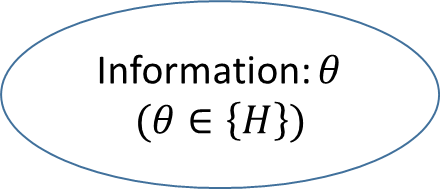 Information: θ
(θ ∈ {H})